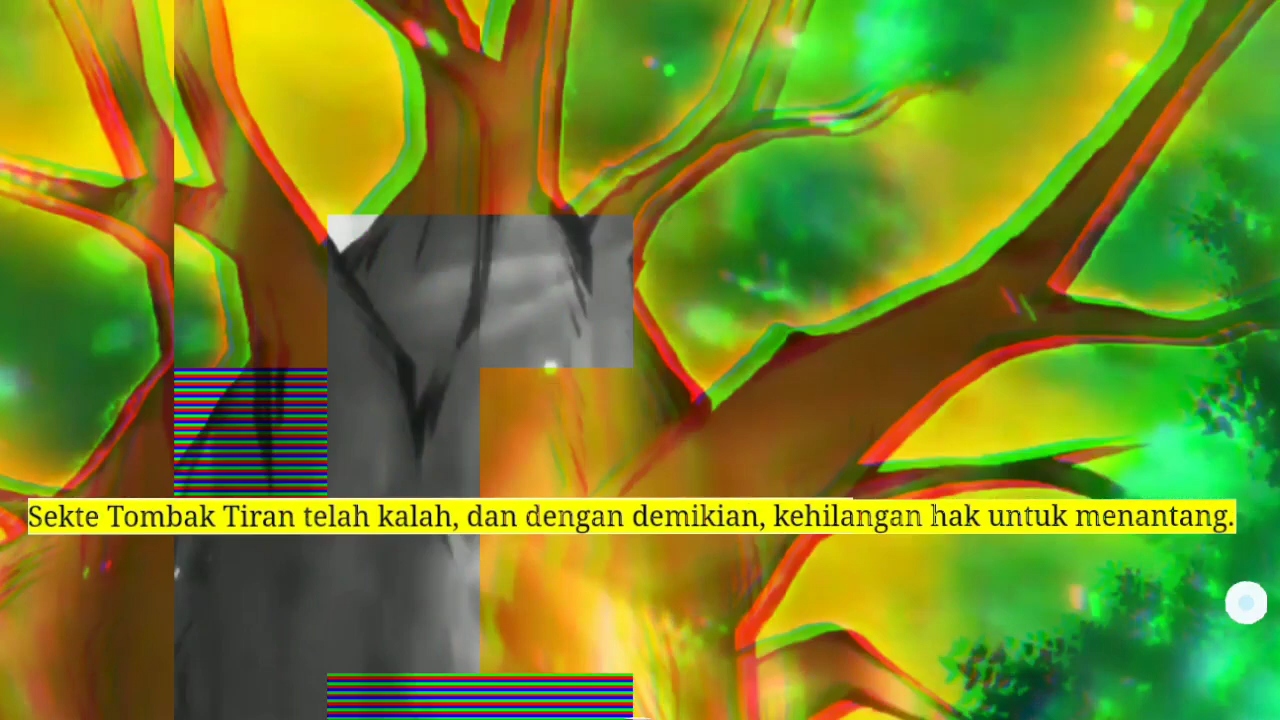 Sekte Tombak Tiran telah kalah, dan dengan demikian, kehilangan hak untuk menantang.